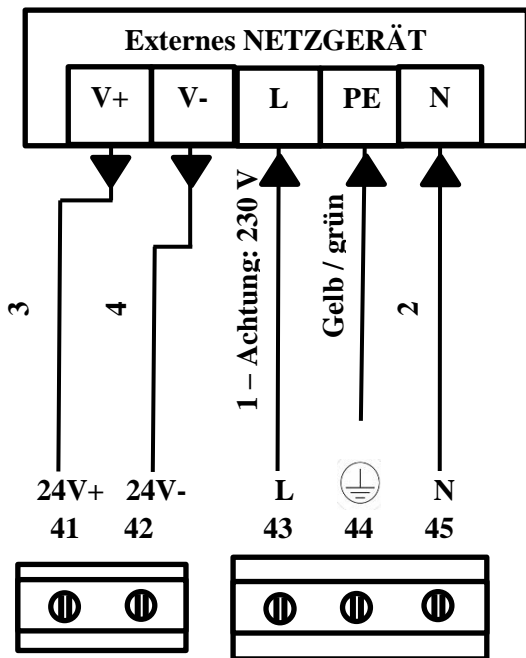 Externes NETZGERÄT
V+ V- L PE N
3
4
1 – Achtung: 230 V
Gelb / grün
2
24V+ 24V- L N
41 42 43 44 45